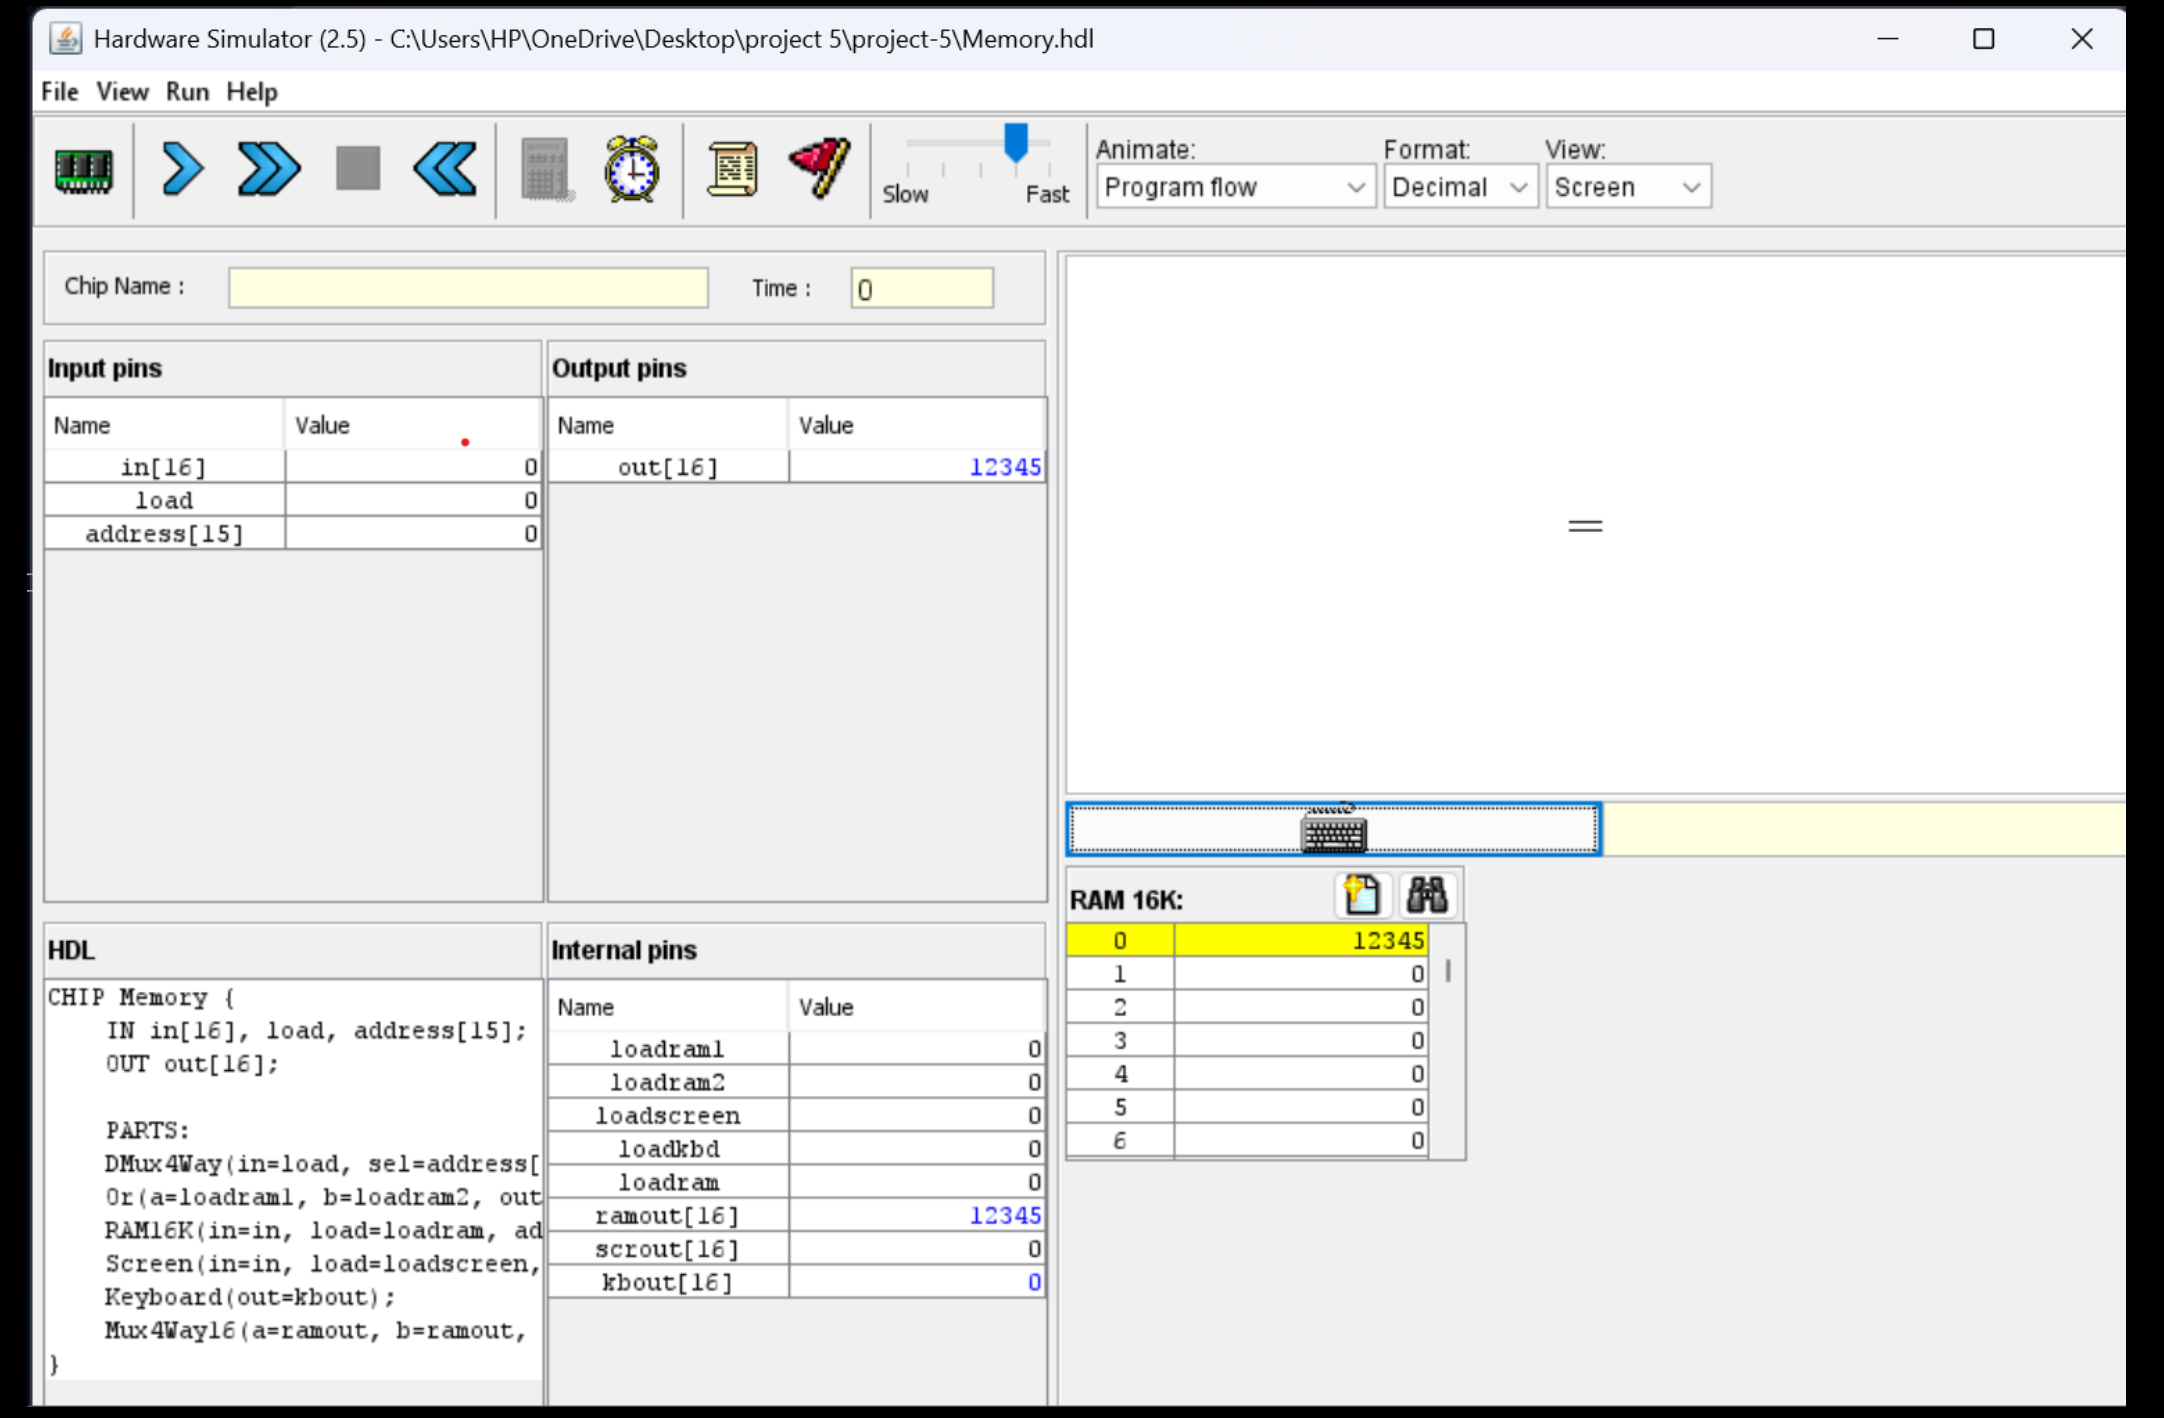 Hardware Simulator (2.5) - C:\Users\HP\OneDrive\Desktop\project 5\project-5\Memory.hdl
File View Run Help
Slow Fast
Animate: Format: View:
Program flow Decimal Screen
Chip Name : Time : 0
Input pins
Name Value
in[16] 0
load 0
address[15] 0
Output pins
Name Value
out[16] 12345
HDL
CHIP Memory {
IN in[16], load, address[15];
OUT out[16];
PARTS:
DMux4Way(in=load, sel=address[
Or(a=loadram1, b=loadram2, out
RAM16K(in=in, load=loadram, ad
Screen(in=in, load=loadscreen,
Keyboard(out=kbout);
Mux4Way16(a=ramout, b=ramout,
}
Internal pins
Name Value
loadram1 0
loadram2 0
loadscreen 0
loadkbd 0
loadram 0
ramout[16] 12345
scrout[16] 0
kbout[16] 0
RAM 16K:
0 12345
1 0
2 0
3 0
4 0
5 0
6 0